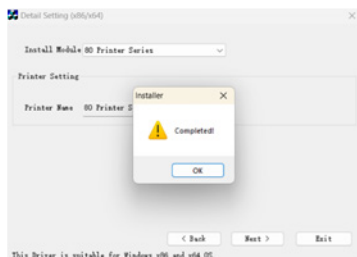 Detail Setting (x86/x64)
Install Module 80 Printer Series
Printer Setting
Printer Name 80 Printer S
Installer
Completed!
OK
< Back Next > Exit
This Driver is suitable for Windows x86 and x64 OS